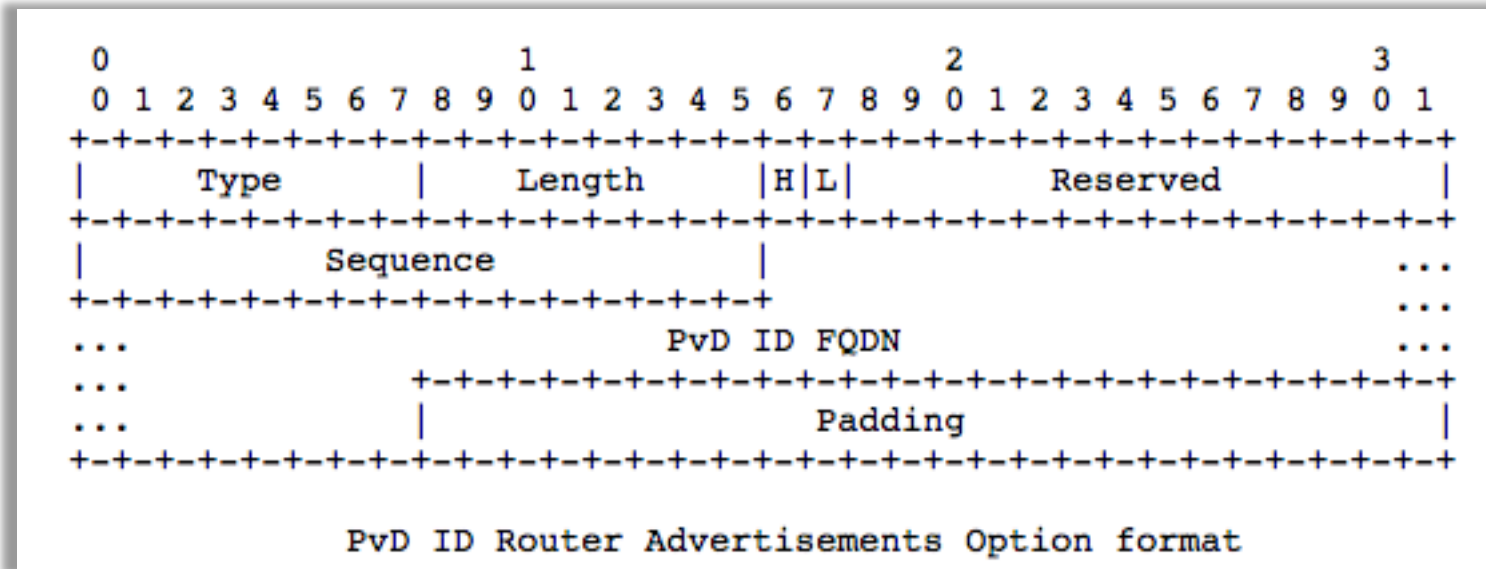 0                   1                   2                   3
 0 1 2 3 4 5 6 7 8 9 0 1 2 3 4 5 6 7 8 9 0 1 2 3 4 5 6 7 8 9 0 1
+-+-+-+-+-+-+-+-+-+-+-+-+-+-+-+-+-+-+-+-+-+-+-+-+-+-+-+-+-+-+-+-+
|     Type      |    Length     |H|L|         Reserved          |
+-+-+-+-+-+-+-+-+-+-+-+-+-+-+-+-+-+-+-+-+-+-+-+-+-+-+-+-+-+-+-+-+
|           Sequence            |                             ...
+-+-+-+-+-+-+-+-+-+-+-+-+-+-+-+-+                             ...
...                         PvD ID FQDN                       ...
...             +-+-+-+-+-+-+-+-+-+-+-+-+-+-+-+-+-+-+-+-+-+-+-+-+
...             |                  Padding                      |
+-+-+-+-+-+-+-+-+-+-+-+-+-+-+-+-+-+-+-+-+-+-+-+-+-+-+-+-+-+-+-+-+
PvD ID Router Advertisements Option format